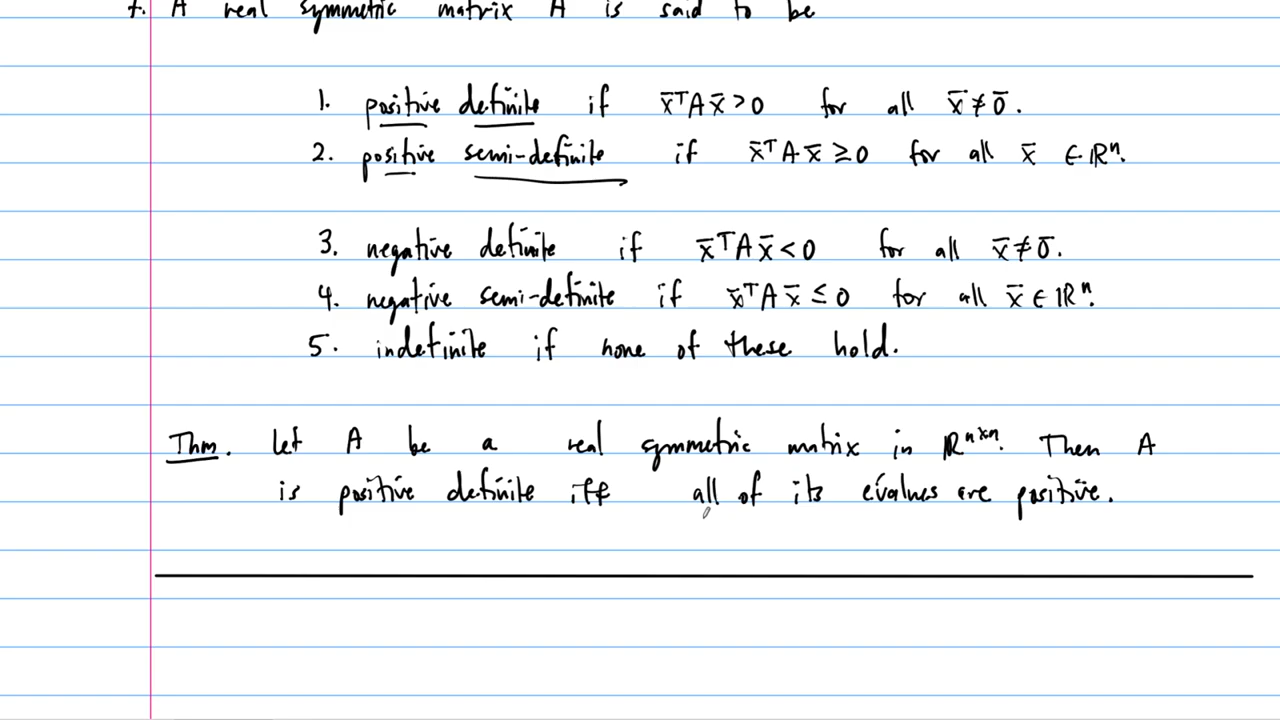 f. A real symmetric matrix A is said to be
1. positive definite if x̄ᵀAx̄ > 0 for all x̄ ≠ 0̄.
2. positive semi-definite if x̄ᵀAx̄ ≥ 0 for all x̄ ∈ ℝⁿ.
3. negative definite if x̄ᵀAx̄ < 0 for all x̄ ≠ 0̄.
4. negative semi-definite if x̄ᵀAx̄ ≤ 0 for all x̄ ∈ ℝⁿ.
5. indefinite if none of these hold.
Thm. Let A be a real symmetric matrix in ℝⁿˣⁿ. Then A
is positive definite iff all of its evalues are positive.